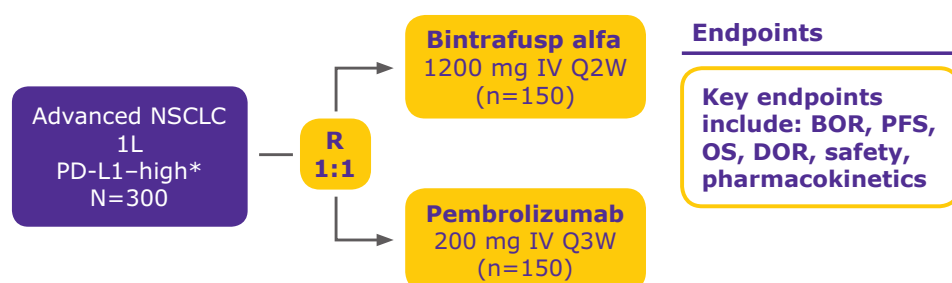 Advanced NSCLC
1L
PD-L1–high*
N=300
R
1:1
Bintrafusp alfa
1200 mg IV Q2W
(n=150)
Pembrolizumab
200 mg IV Q3W
(n=150)
Endpoints
Key endpoints
include: BOR, PFS,
OS, DOR, safety,
pharmacokinetics